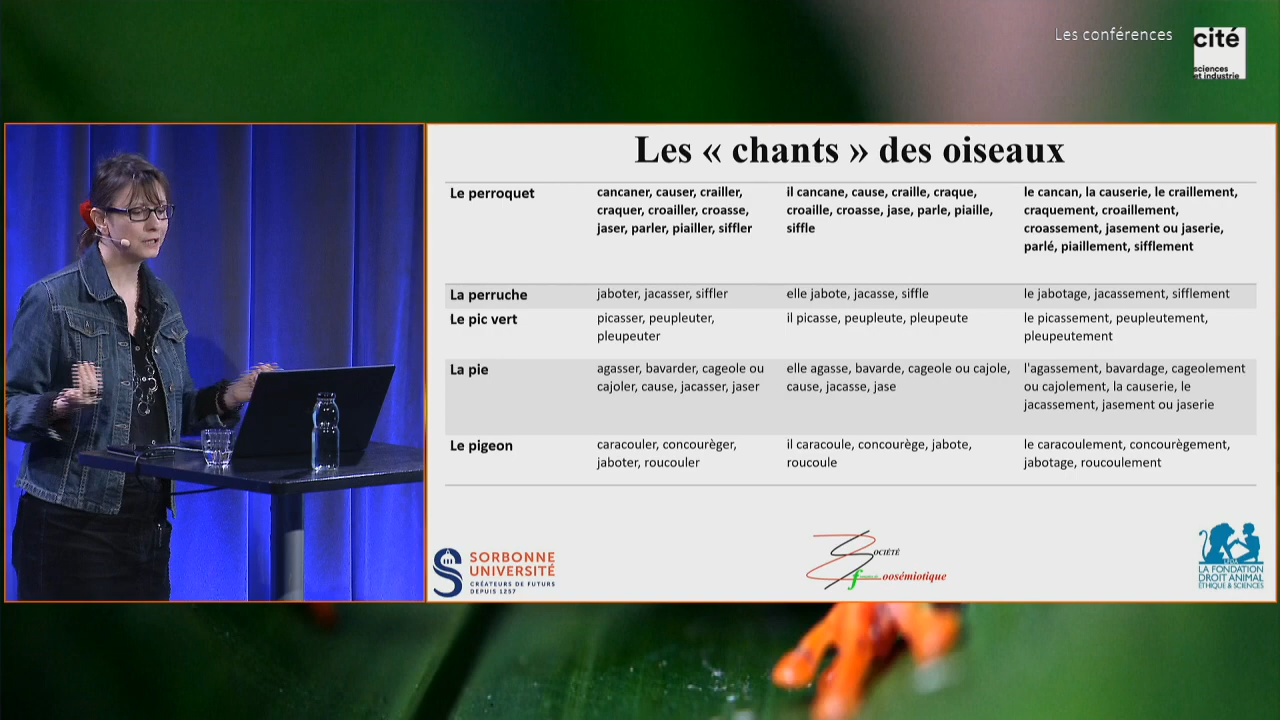 Les conférences
cité
sciences
et industrie
Les « chants » des oiseaux
Le perroquet
cancaner, causer, crailler,
craquer, croailler, croasse,
jaser, parler, piailler, siffler
il cancane, cause, craille, craque,
croaille, croasse, jase, parle, piaille,
siffle
le cancan, la causerie, le craillement,
craquement, croaillement,
croassement, jasement ou jaserie,
parlé, piaillement, sifflement
La perruche
jaboter, jacasser, siffler
elle jabote, jacasse, siffle
le jabotage, jacassement, sifflement
Le pic vert
picasser, peupleuter,
pleupeuter
il picasse, peupleute, pleupeute
le picassement, peupleutement,
pleupeutement
La pie
agasser, bavarder, cageole ou
cajoler, cause, jacasser, jaser
elle agasse, bavarde, cageole ou cajole,
cause, jacasse, jase
l'agassement, bavardage, cageolement
ou cajolement, la causerie, le
jacassement, jasement ou jaserie
Le pigeon
caracouler, concourèger,
jaboter, roucouler
il caracoule, concourège, jabote,
roucoule
le caracoulement, concourègement,
jabotage, roucoulement
SORBONNE
UNIVERSITÉ
CRÉATEURS DE FUTURS
DEPUIS 1257
OCIÉTÉ
oosémiotique
LA FONDATION
DROIT ANIMAL
ÉTHIQUE & SCIENCES